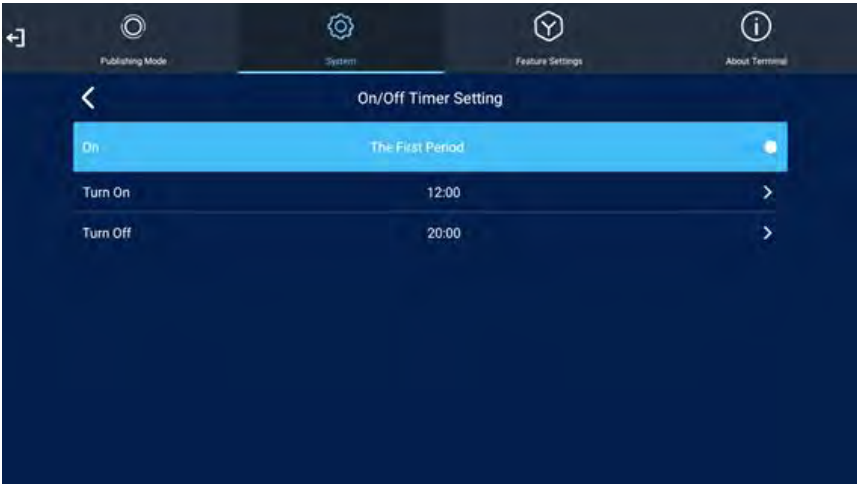 Publishing Mode System Feature Settings About Terminal
On/Off Timer Setting
On The First Period
Turn On 12:00
Turn Off 20:00